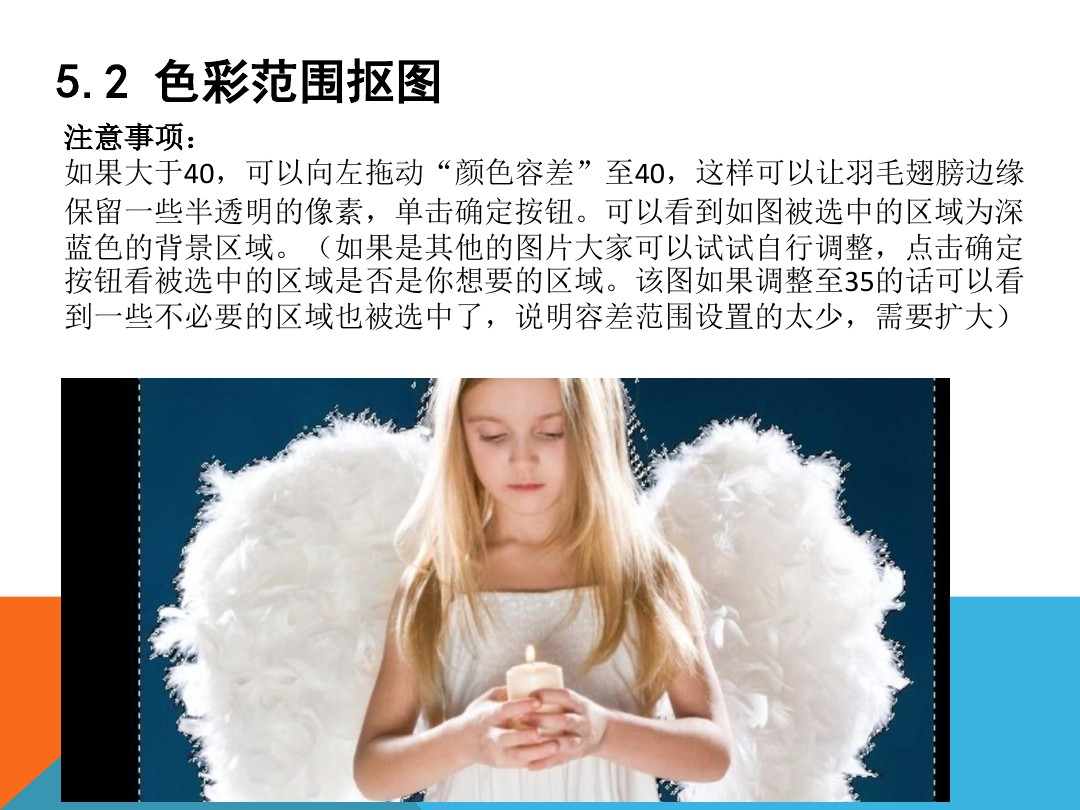 5.2 色彩范围抠图
注意事项：
如果大于40，可以向左拖动“颜色容差”至40，这样可以让羽毛翅膀边缘
保留一些半透明的像素，单击确定按钮。可以看到如图被选中的区域为深
蓝色的背景区域。（如果是其他的图片大家可以试试自行调整，点击确定
按钮看被选中的区域是否是你想要的区域。该图如果调整至35的话可以看
到一些不必要的区域也被选中了，说明容差范围设置的太少，需要扩大）